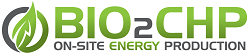 BIO2CHP
ON-SITE ENERGY PRODUCTION